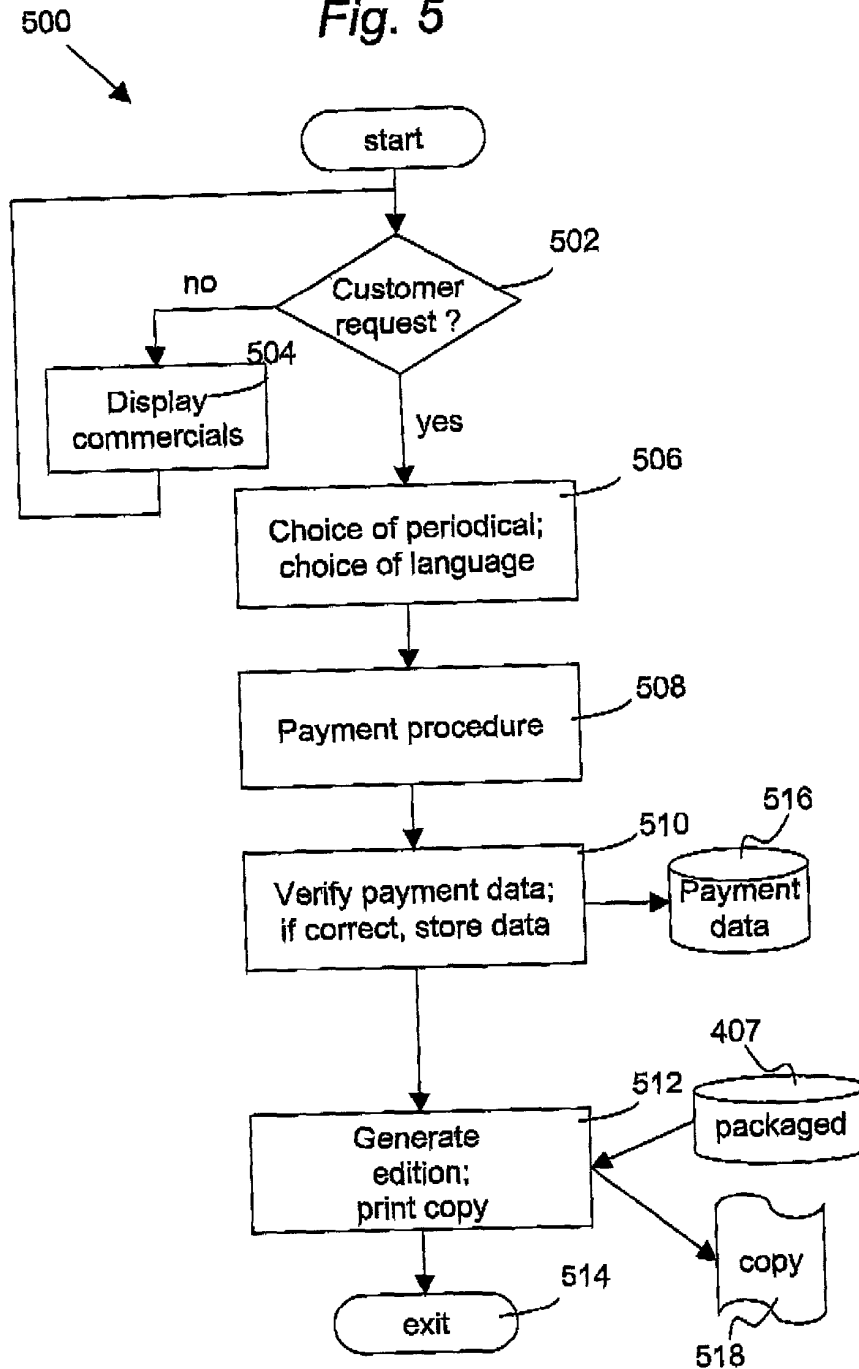 Fig. 5
500
start
502
Customer
request ?
no
504
Display
commercials
yes
506
Choice of periodical;
choice of language
508
Payment procedure
510
516
Verify payment data;
if correct, store data
Payment
data
407
512
packaged
Generate
edition;
print copy
copy
514
exit
518